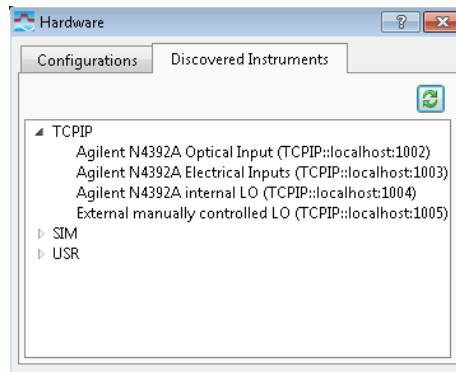 Hardware
?
Configurations
Discovered Instruments
TCPIP
Agilent N4392A Optical Input (TCPIP::localhost:1002)
Agilent N4392A Electrical Inputs (TCPIP::localhost:1003)
Agilent N4392A internal LO (TCPIP::localhost:1004)
External manually controlled LO (TCPIP::localhost:1005)
SIM
USR